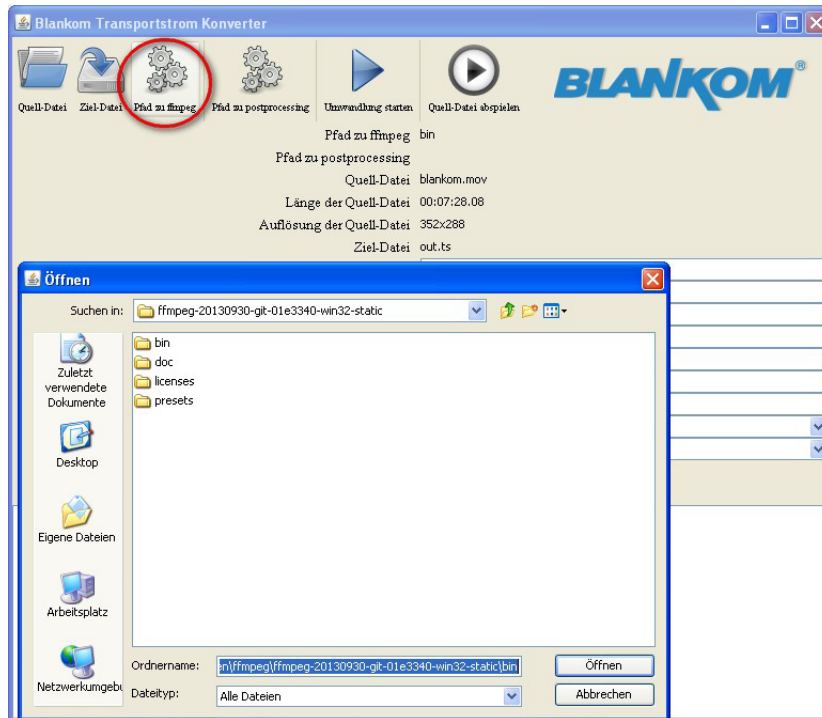 Blankom Transportstrom Konverter
Quell-Datei Ziel-Datei Pfad zu ffmpeg Pfad zu postprocessing Umwandlung starten Quell-Datei abspielen
BLANKOM®
Pfad zu ffmpeg bin
Pfad zu postprocessing
Quell-Datei blankom.mov
Länge der Quell-Datei 00:07:28.08
Auflösung der Quell-Datei 352x288
Ziel-Datei out.ts
Öffnen
Suchen in: ffmpeg-20130930-git-01e3340-win32-static
bin
doc
licenses
presets
Zuletzt
verwendete
Dokumente
Desktop
Eigene Dateien
Arbeitsplatz
Netzwerkumgebu
Ordnername: en\ffmpeg\ffmpeg-20130930-git-01e3340-win32-static\bin Öffnen
Dateityp: Alle Dateien Abbrechen